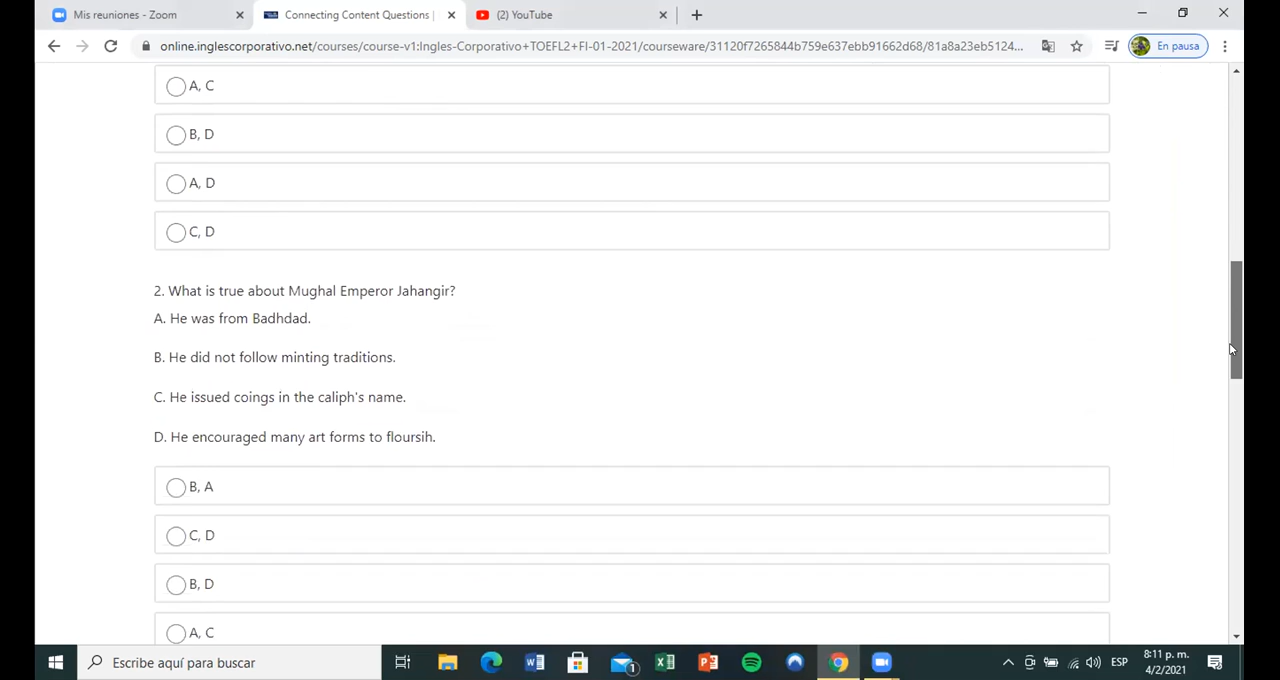 Mis reuniones - Zoom
Connecting Content Questions |
(2) YouTube
online.inglescorporativo.net/courses/course-v1:Ingles-Corporativo+TOEFL2+FI-01-2021/courseware/31120f7265844b759e637ebb91662d68/81a8a23eb5124...
En pausa
A, C
B, D
A, D
C, D
2. What is true about Mughal Emperor Jahangir?
A. He was from Badhdad.
B. He did not follow minting traditions.
C. He issued coings in the caliph's name.
D. He encouraged many art forms to floursih.
B, A
C, D
B, D
A, C
Escribe aquí para buscar
1
ESP
8:11 p. m.
4/2/2021